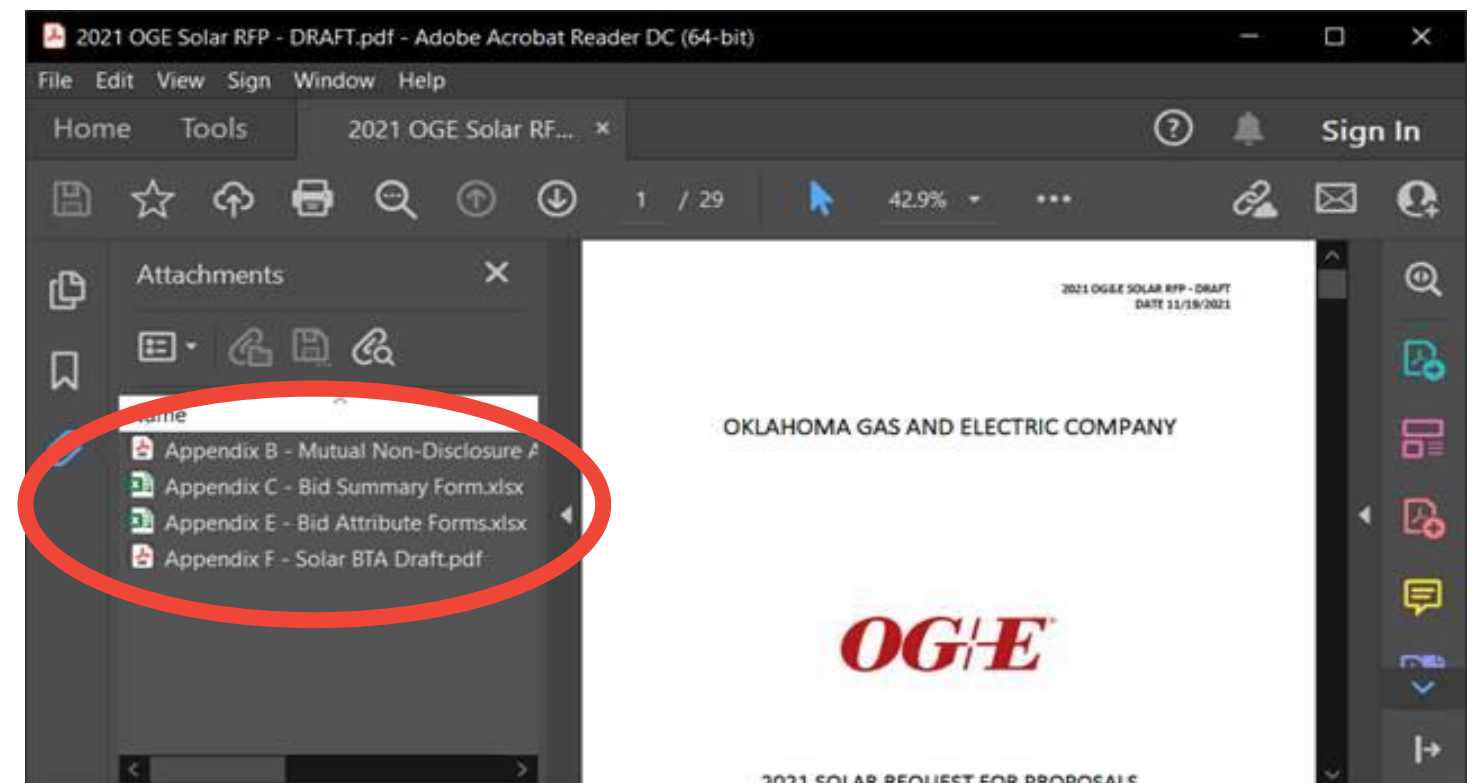 2021 OGE Solar RFP - DRAFT.pdf - Adobe Acrobat Reader DC (64-bit)
File Edit View Sign Window Help
Home Tools 2021 OGE Solar RF... × Sign In
1 / 29 42.9%
Attachments
2021 OG&E SOLAR RFP - DRAFT
DATE 11/19/2021
Name
Appendix B - Mutual Non-Disclosure A
Appendix C - Bid Summary Form.xlsx
Appendix E - Bid Attribute Forms.xlsx
Appendix F - Solar BTA Draft.pdf
OKLAHOMA GAS AND ELECTRIC COMPANY
OG+E
2021 SOLAR REQUEST FOR PROPOSALS